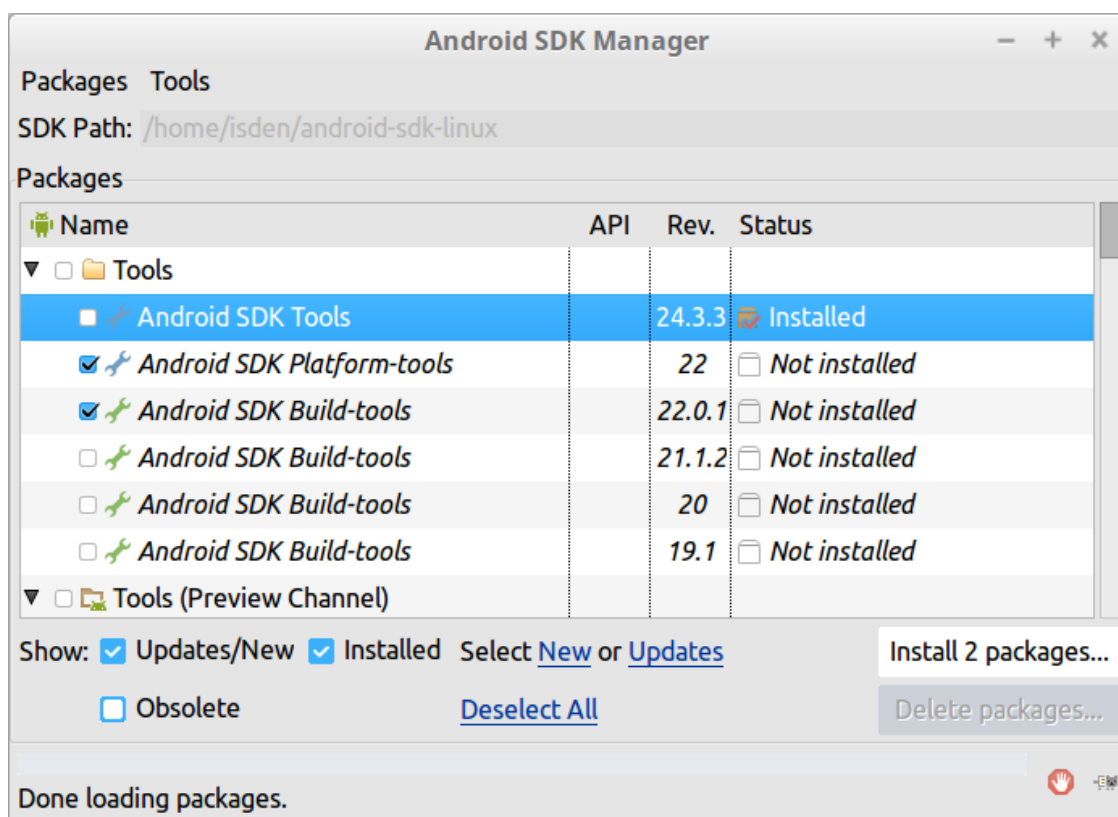 Android SDK Manager
Packages Tools
SDK Path: /home/isden/android-sdk-linux
Packages
Name API Rev. Status
Tools
Android SDK Tools 24.3.3 Installed
Android SDK Platform-tools 22 Not installed
Android SDK Build-tools 22.0.1 Not installed
Android SDK Build-tools 21.1.2 Not installed
Android SDK Build-tools 20 Not installed
Android SDK Build-tools 19.1 Not installed
Tools (Preview Channel)
Show: Updates/New Installed Select New or Updates Install 2 packages...
Obsolete Deselect All Delete packages...
Done loading packages.